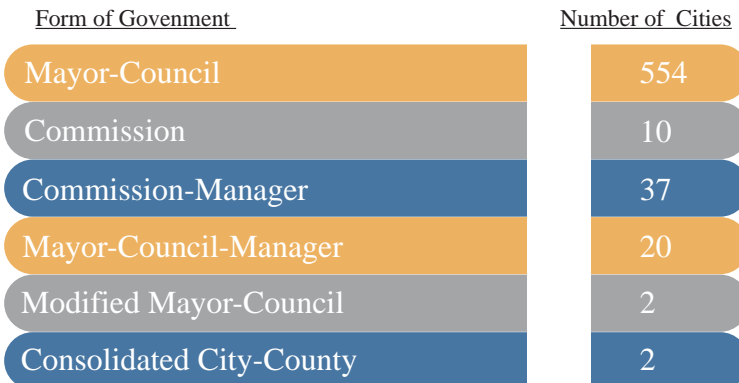 Form of Govenment Number of Cities
Mayor-Council 554
Commission 10
Commission-Manager 37
Mayor-Council-Manager 20
Modified Mayor-Council 2
Consolidated City-County 2